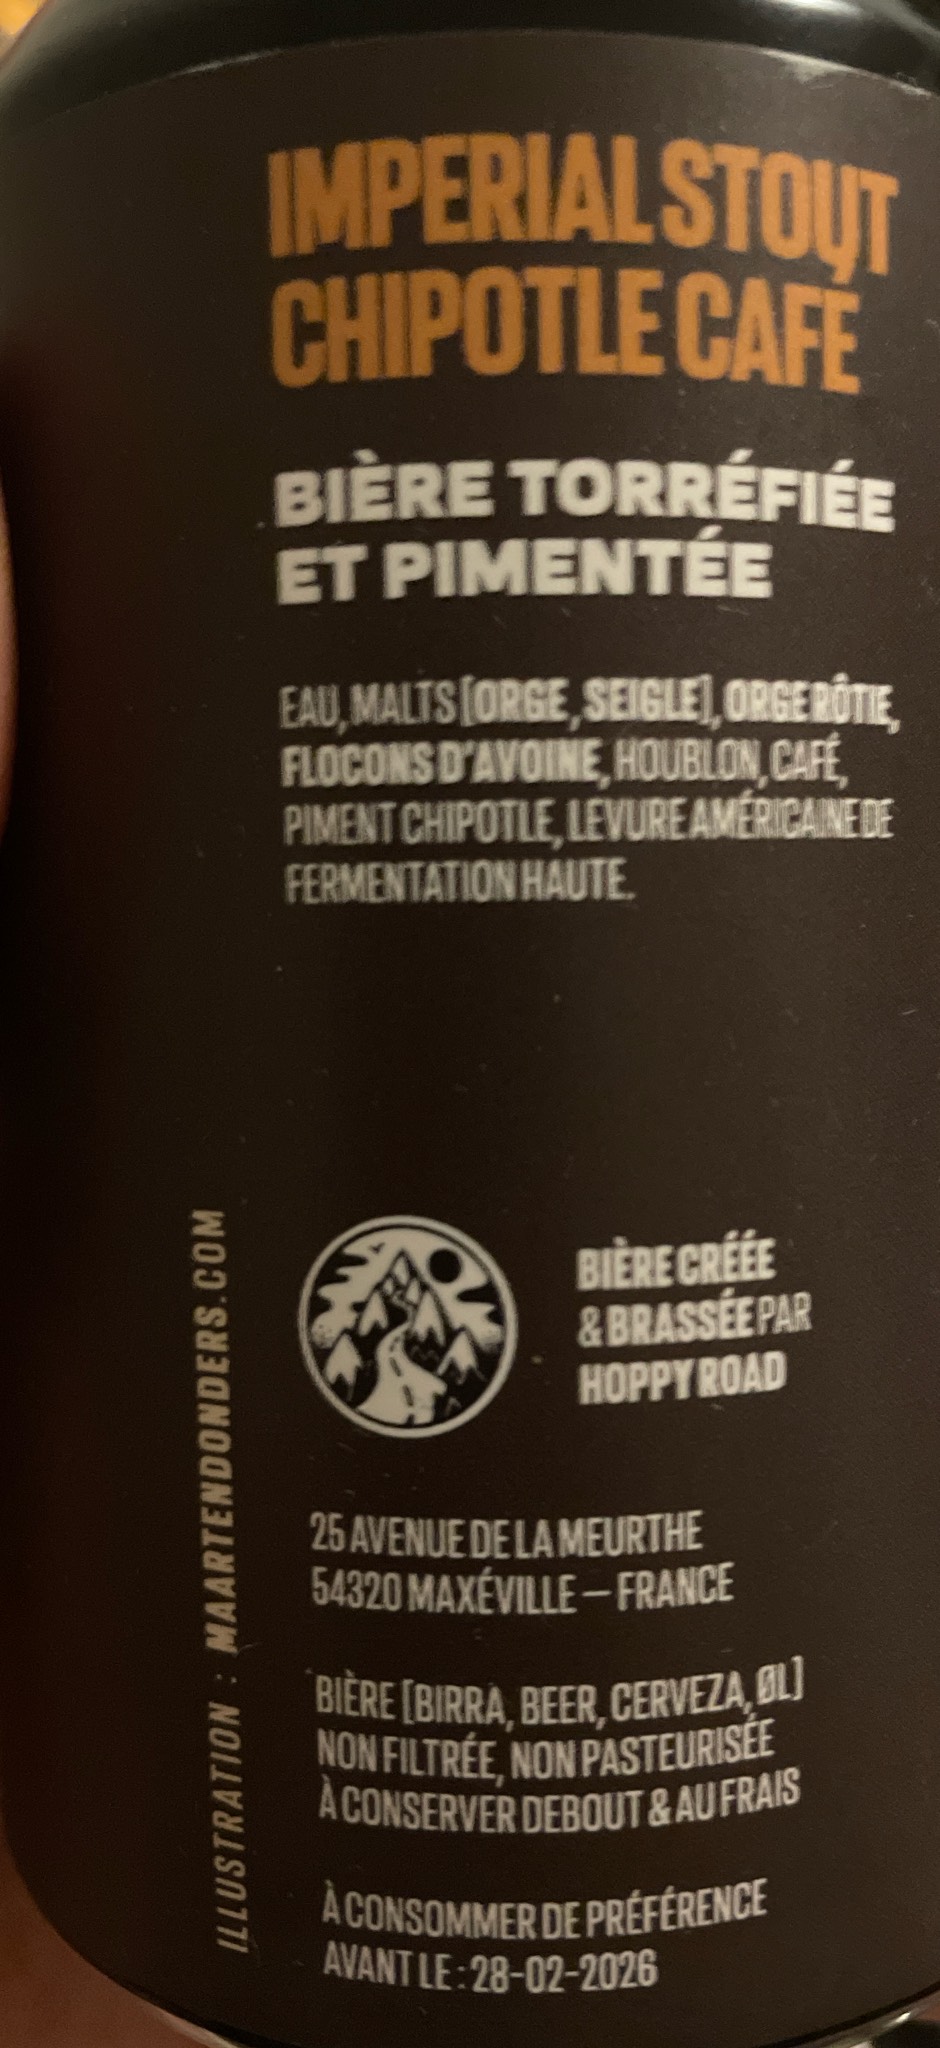 IMPERIAL STOUT
CHIPOTLE CAFÉ
BIÈRE TORRÉFIÉE
ET PIMENTÉE
EAU, MALTS [ORGE, SEIGLE], ORGE RÔTIE,
FLOCONS D'AVOINE, HOUBLON, CAFÉ,
PIMENT CHIPOTLE, LEVURE AMÉRICAINE DE
FERMENTATION HAUTE.
BIÈRE CRÉÉE
& BRASSÉE PAR
HOPPY ROAD
25 AVENUE DE LA MEURTHE
54320 MAXÉVILLE – FRANCE
BIÈRE [BIRRA, BEER, CERVEZA, ØL]
NON FILTRÉE, NON PASTEURISÉE
À CONSERVER DEBOUT & AU FRAIS
À CONSOMMER DE PRÉFÉRENCE
AVANT LE : 28-02-2026
ILLUSTRATION : MAARTENDONDERS.COM